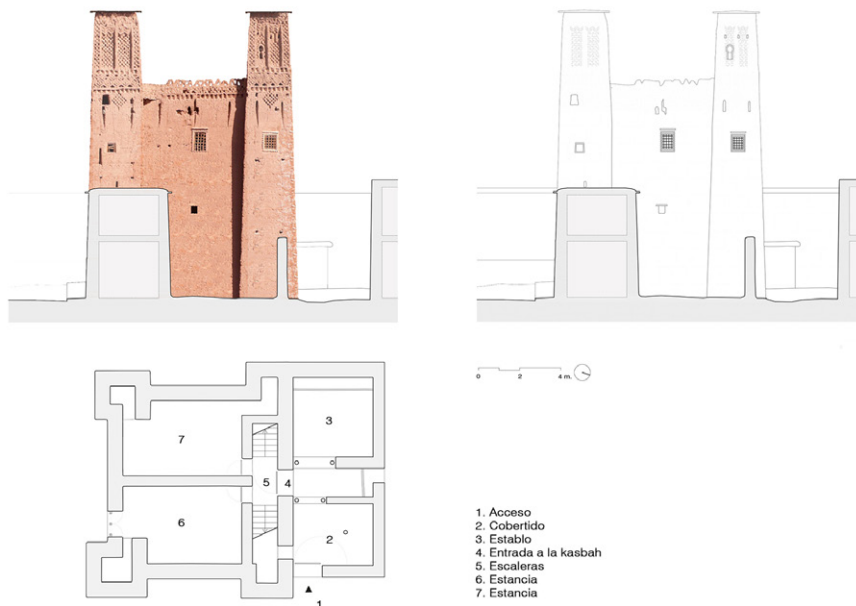 0 2 4 m.
3
7
5 4
6
2
1
1. Acceso
2. Cobertido
3. Establo
4. Entrada a la kasbah
5. Escaleras
6. Estancia
7. Estancia